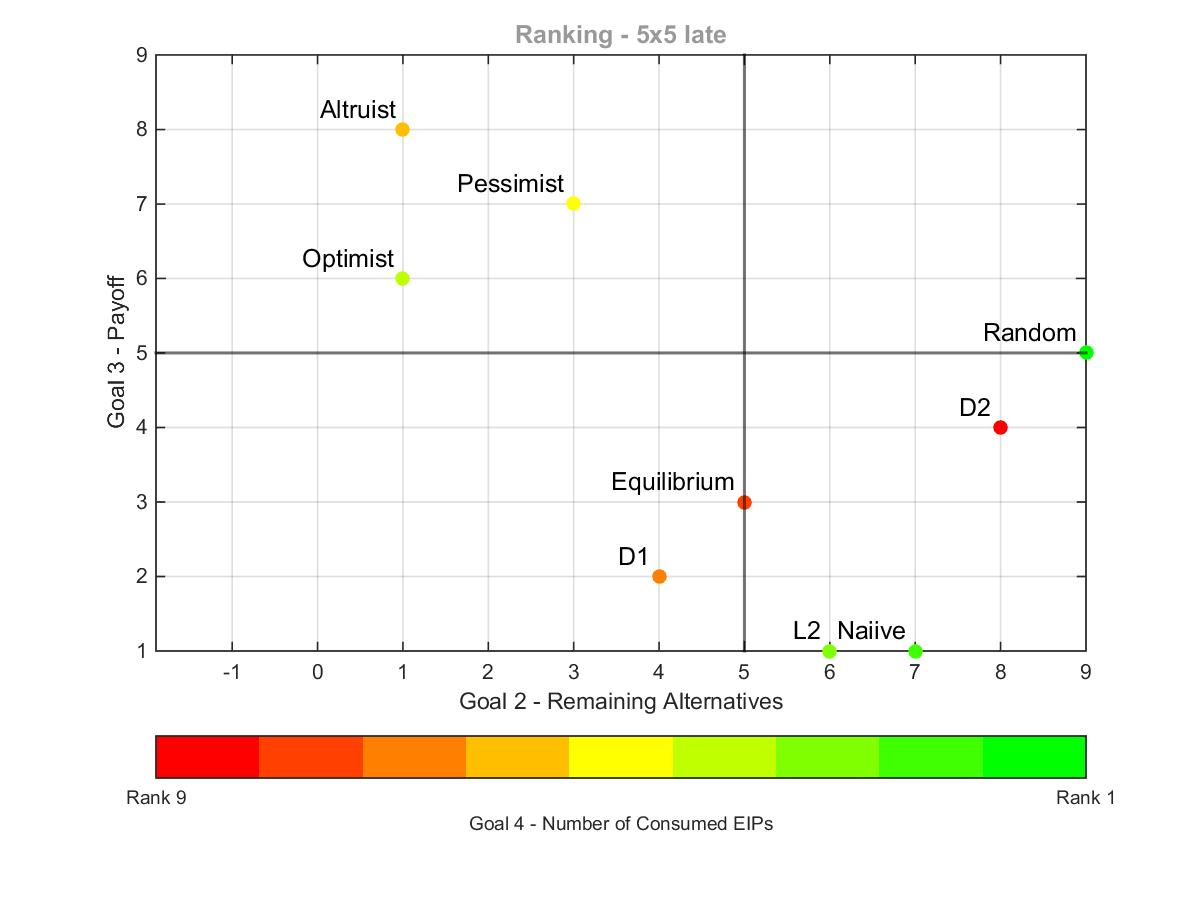 Ranking - 5x5 late
9
Altruist
8
Pessimist
7
Optimist
6
Random
5
D2
4
Equilibrium
3
D1
2
L2 Naiive
1
Goal 3 - Payoff
-1 0 1 2 3 4 5 6 7 8 9
Goal 2 - Remaining Alternatives
Rank 9 Rank 1
Goal 4 - Number of Consumed EIPs